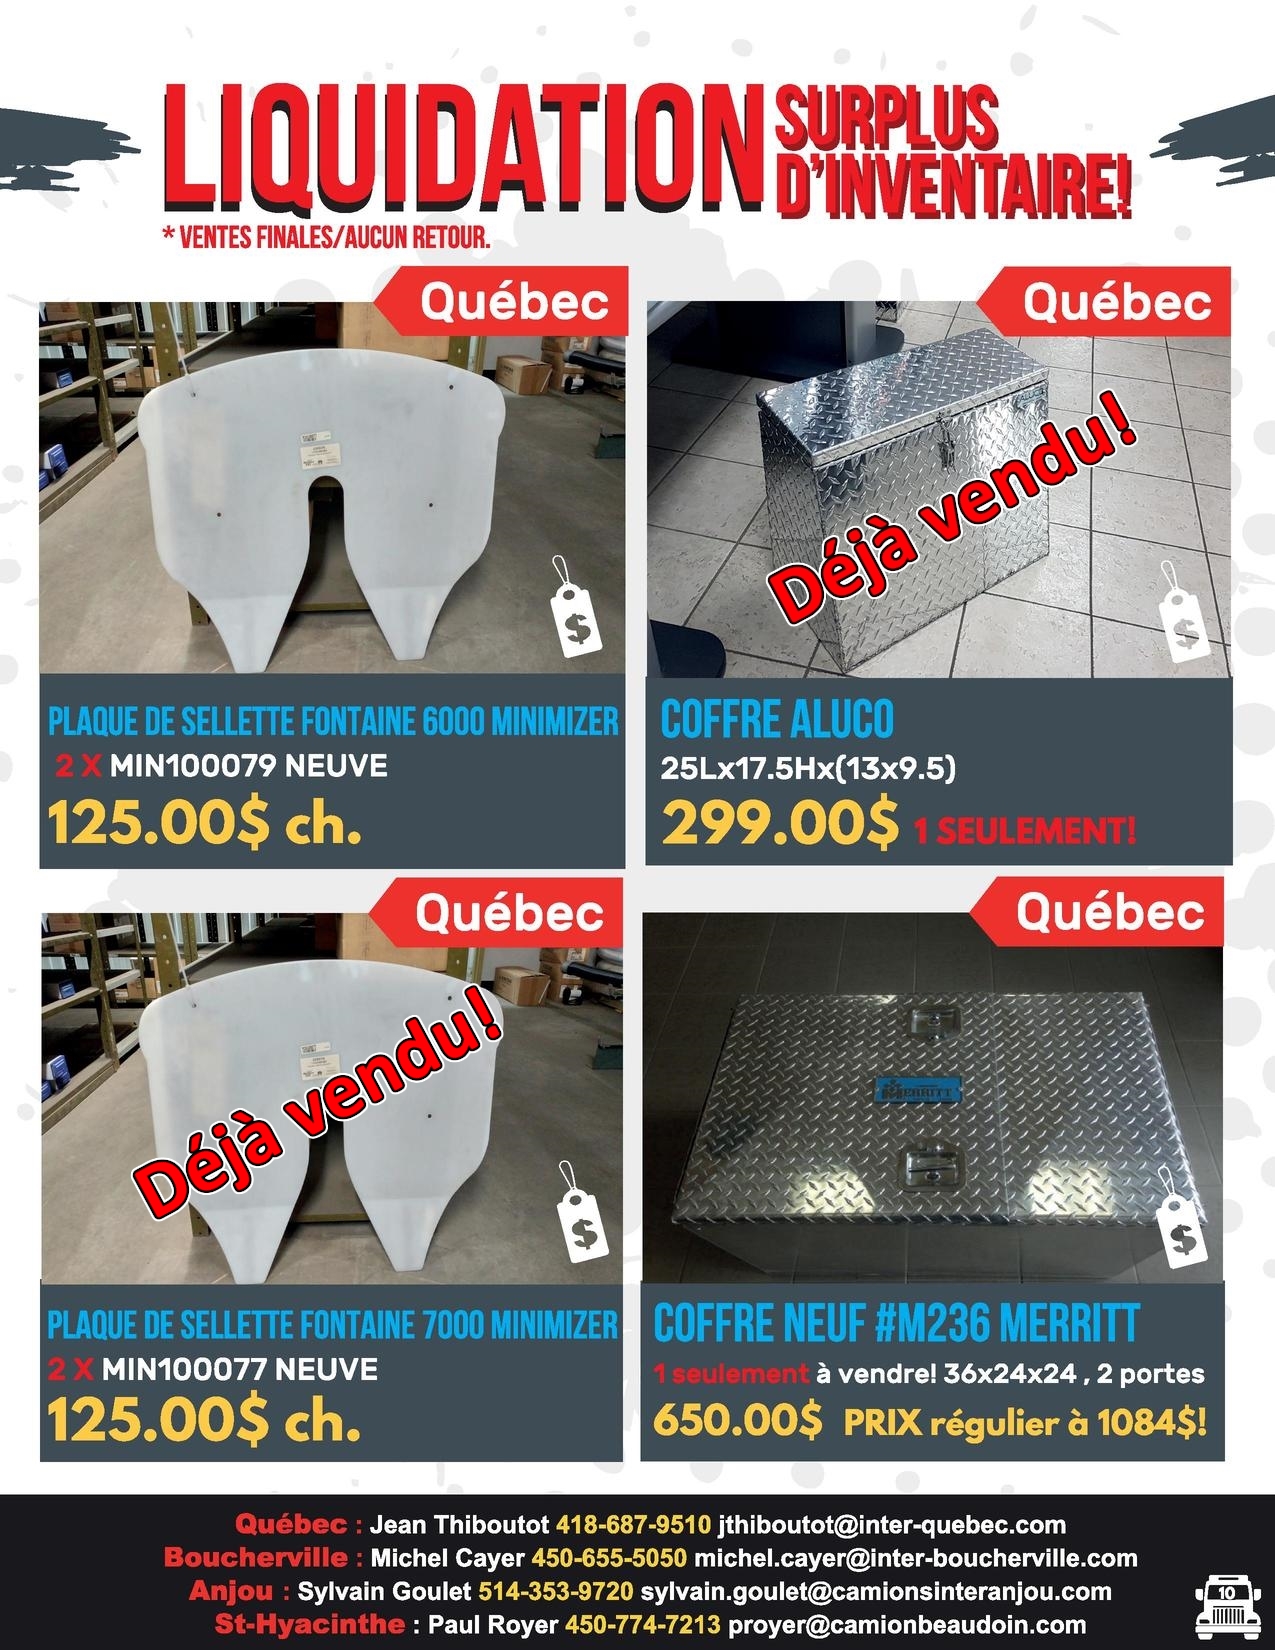 LIQUIDATION SURPLUS
D'INVENTAIRE!
* VENTES FINALES/AUCUN RETOUR.
Québec
PLAQUE DE SELLETTE FONTAINE 6000 MINIMIZER
2 X MIN100079 NEUVE
125.00$ ch.
Québec
ALUCO
Déjà vendu!
$
COFFRE ALUCO
25Lx17.5Hx(13x9.5)
299.00$ 1 SEULEMENT!
Québec
Déjà vendu!
$
PLAQUE DE SELLETTE FONTAINE 7000 MINIMIZER
2 X MIN100077 NEUVE
125.00$ ch.
Québec
MERRITT
$
COFFRE NEUF #M236 MERRITT
1 seulement à vendre! 36x24x24 , 2 portes
650.00$ PRIX régulier à 1084$!
Québec : Jean Thiboutot 418-687-9510 jthiboutot@inter-quebec.com
Boucherville : Michel Cayer 450-655-5050 michel.cayer@inter-boucherville.com
Anjou : Sylvain Goulet 514-353-9720 sylvain.goulet@camionsinteranjou.com
St-Hyacinthe : Paul Royer 450-774-7213 proyer@camionbeaudoin.com
10